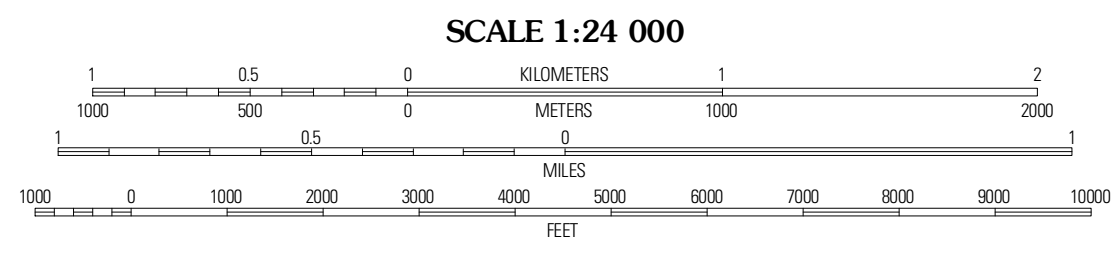 SCALE 1:24 000
1 0.5 0 KILOMETERS 1 2
1000 500 0 METERS 1000 2000
1 0.5 0 1
MILES
1000 0 1000 2000 3000 4000 5000 6000 7000 8000 9000 10000
FEET